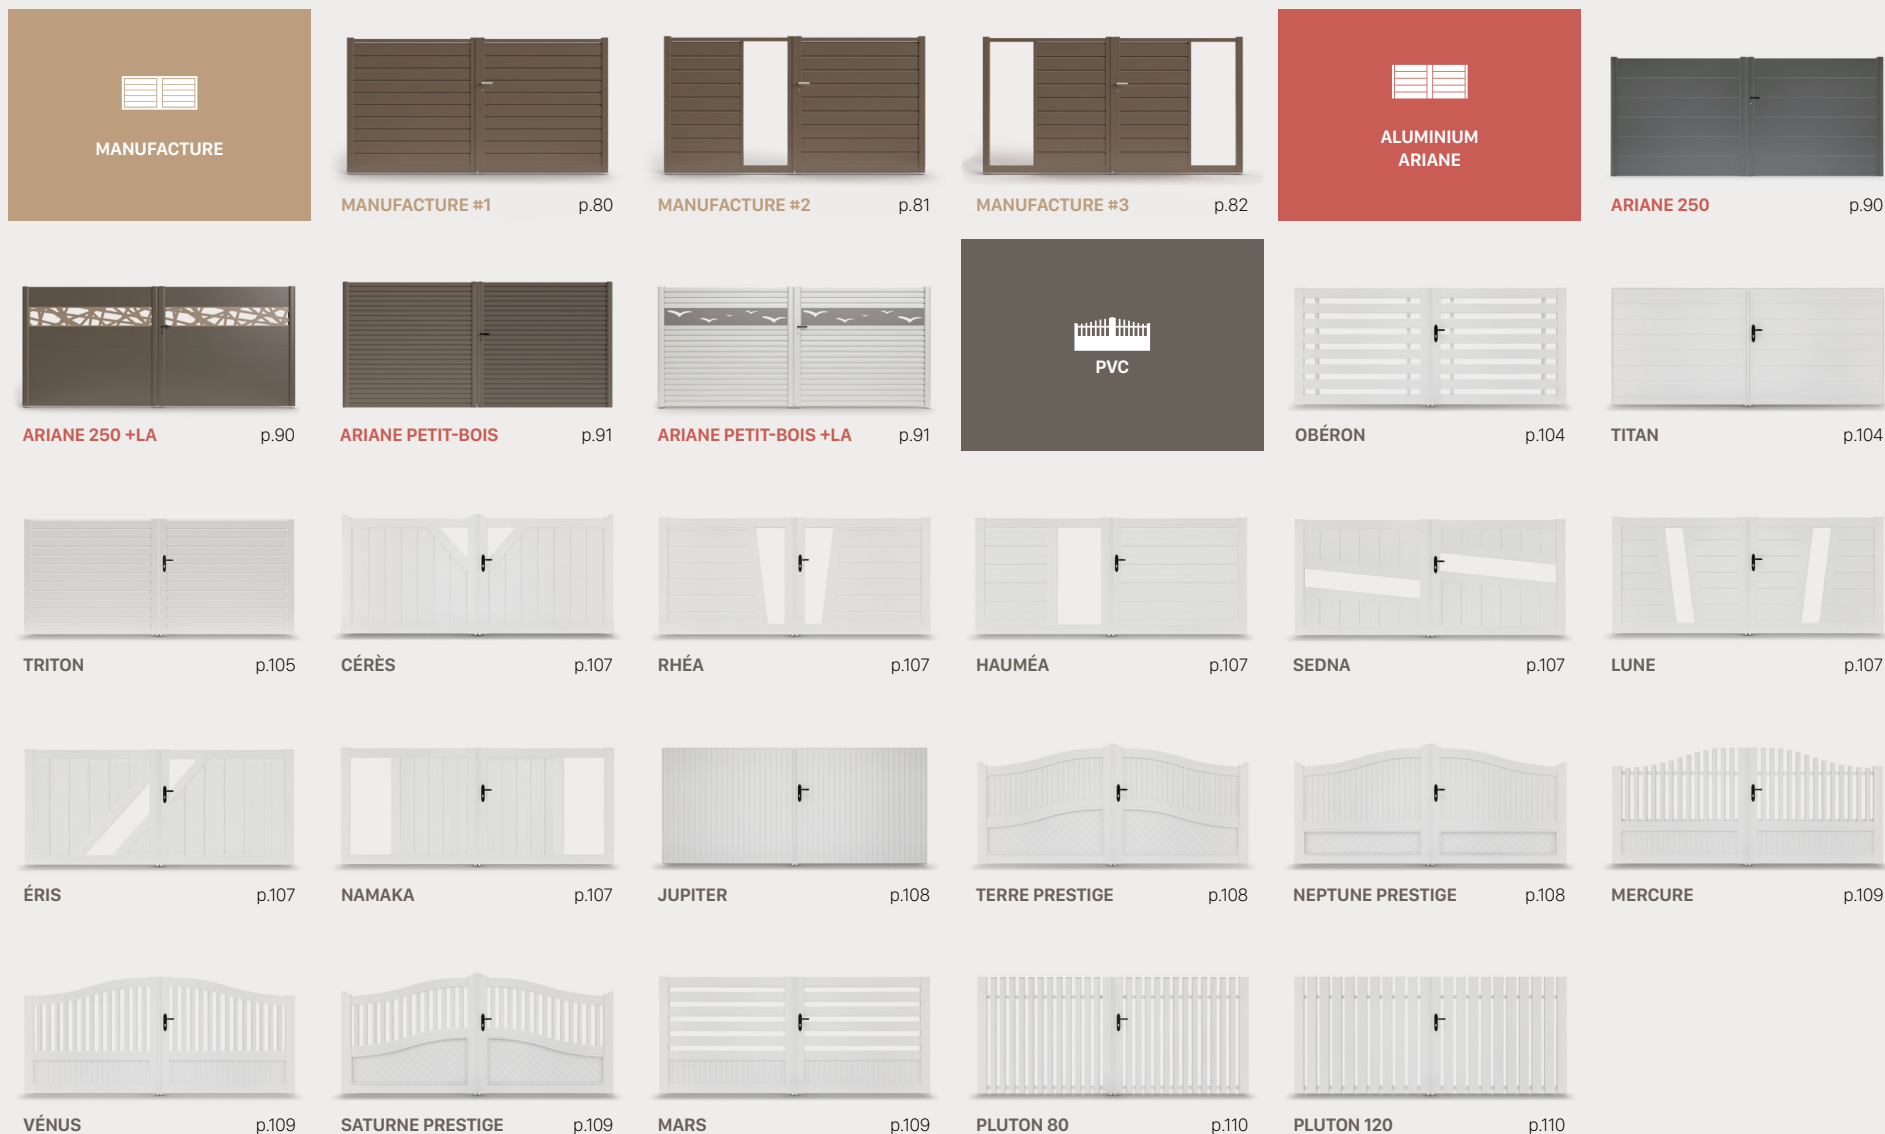 MANUFACTURE
MANUFACTURE #1 p.80
MANUFACTURE #2 p.81
MANUFACTURE #3 p.82
ALUMINIUM
ARIANE
ARIANE 250 p.90
ARIANE 250 +LA p.90
ARIANE PETIT-BOIS p.91
ARIANE PETIT-BOIS +LA p.91
PVC
OBÉRON p.104
TITAN p.104
TRITON p.105
CÉRÈS p.107
RHÉA p.107
HAUMÉA p.107
SEDNA p.107
LUNE p.107
ÉRIS p.107
NAMAKA p.107
JUPITER p.108
TERRE PRESTIGE p.108
NEPTUNE PRESTIGE p.108
MERCURE p.109
VÉNUS p.109
SATURNE PRESTIGE p.109
MARS p.109
PLUTON 80 p.110
PLUTON 120 p.110